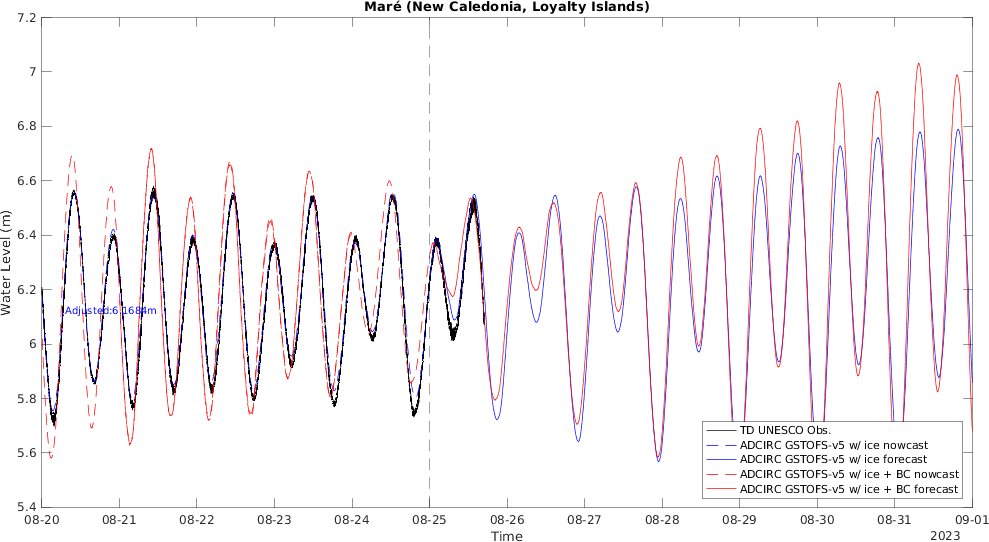 Maré (New Caledonia, Loyalty Islands)
7.2
7
6.8
6.6
6.4
6.2
6
5.8
5.6
5.4
Water Level (m)
Adjusted:6.1684m
TD UNESCO Obs.
ADCIRC GSTOFS-v5 w/ ice nowcast
ADCIRC GSTOFS-v5 w/ ice forecast
ADCIRC GSTOFS-v5 w/ ice + BC nowcast
ADCIRC GSTOFS-v5 w/ ice + BC forecast
08-20 08-21 08-22 08-23 08-24 08-25 08-26 08-27 08-28 08-29 08-30 08-31 09-01
Time
2023